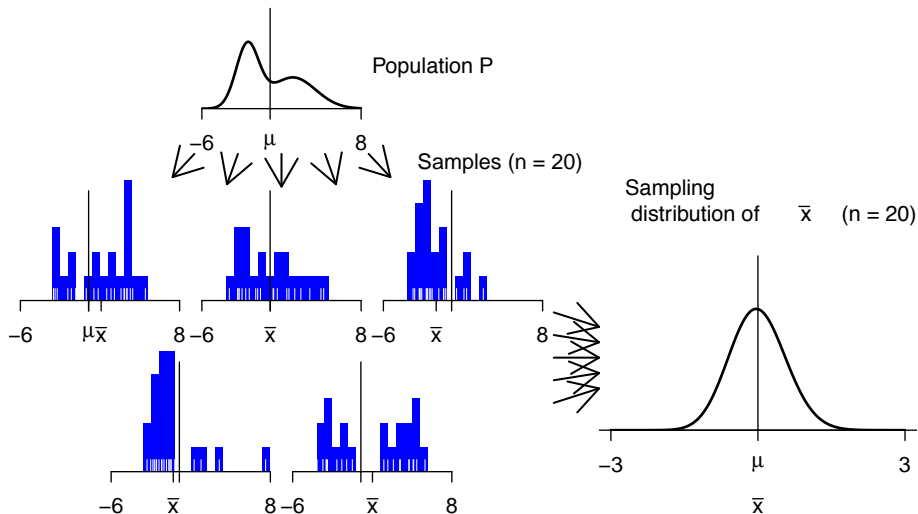 Population P
−6 μ 8
Samples (n = 20)
Sampling
distribution of x̄ (n = 20)
−6 μ x̄ 8
−6 x̄ 8
−6 x̄ 8
−3 μ 3
x̄
−6 x̄ 8
−6 x̄ 8